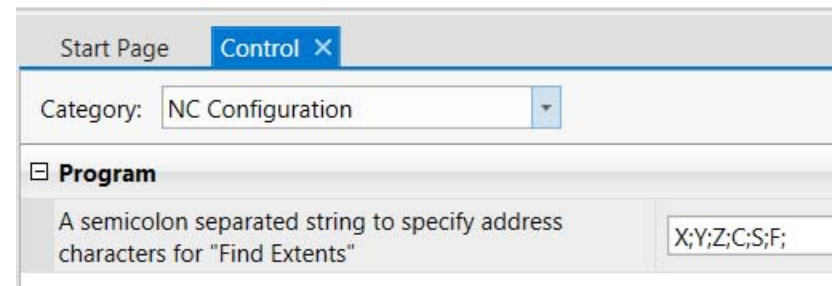 Start Page Control ×
Category: NC Configuration
Program
A semicolon separated string to specify address
characters for "Find Extents"
X;Y;Z;C;S;F;